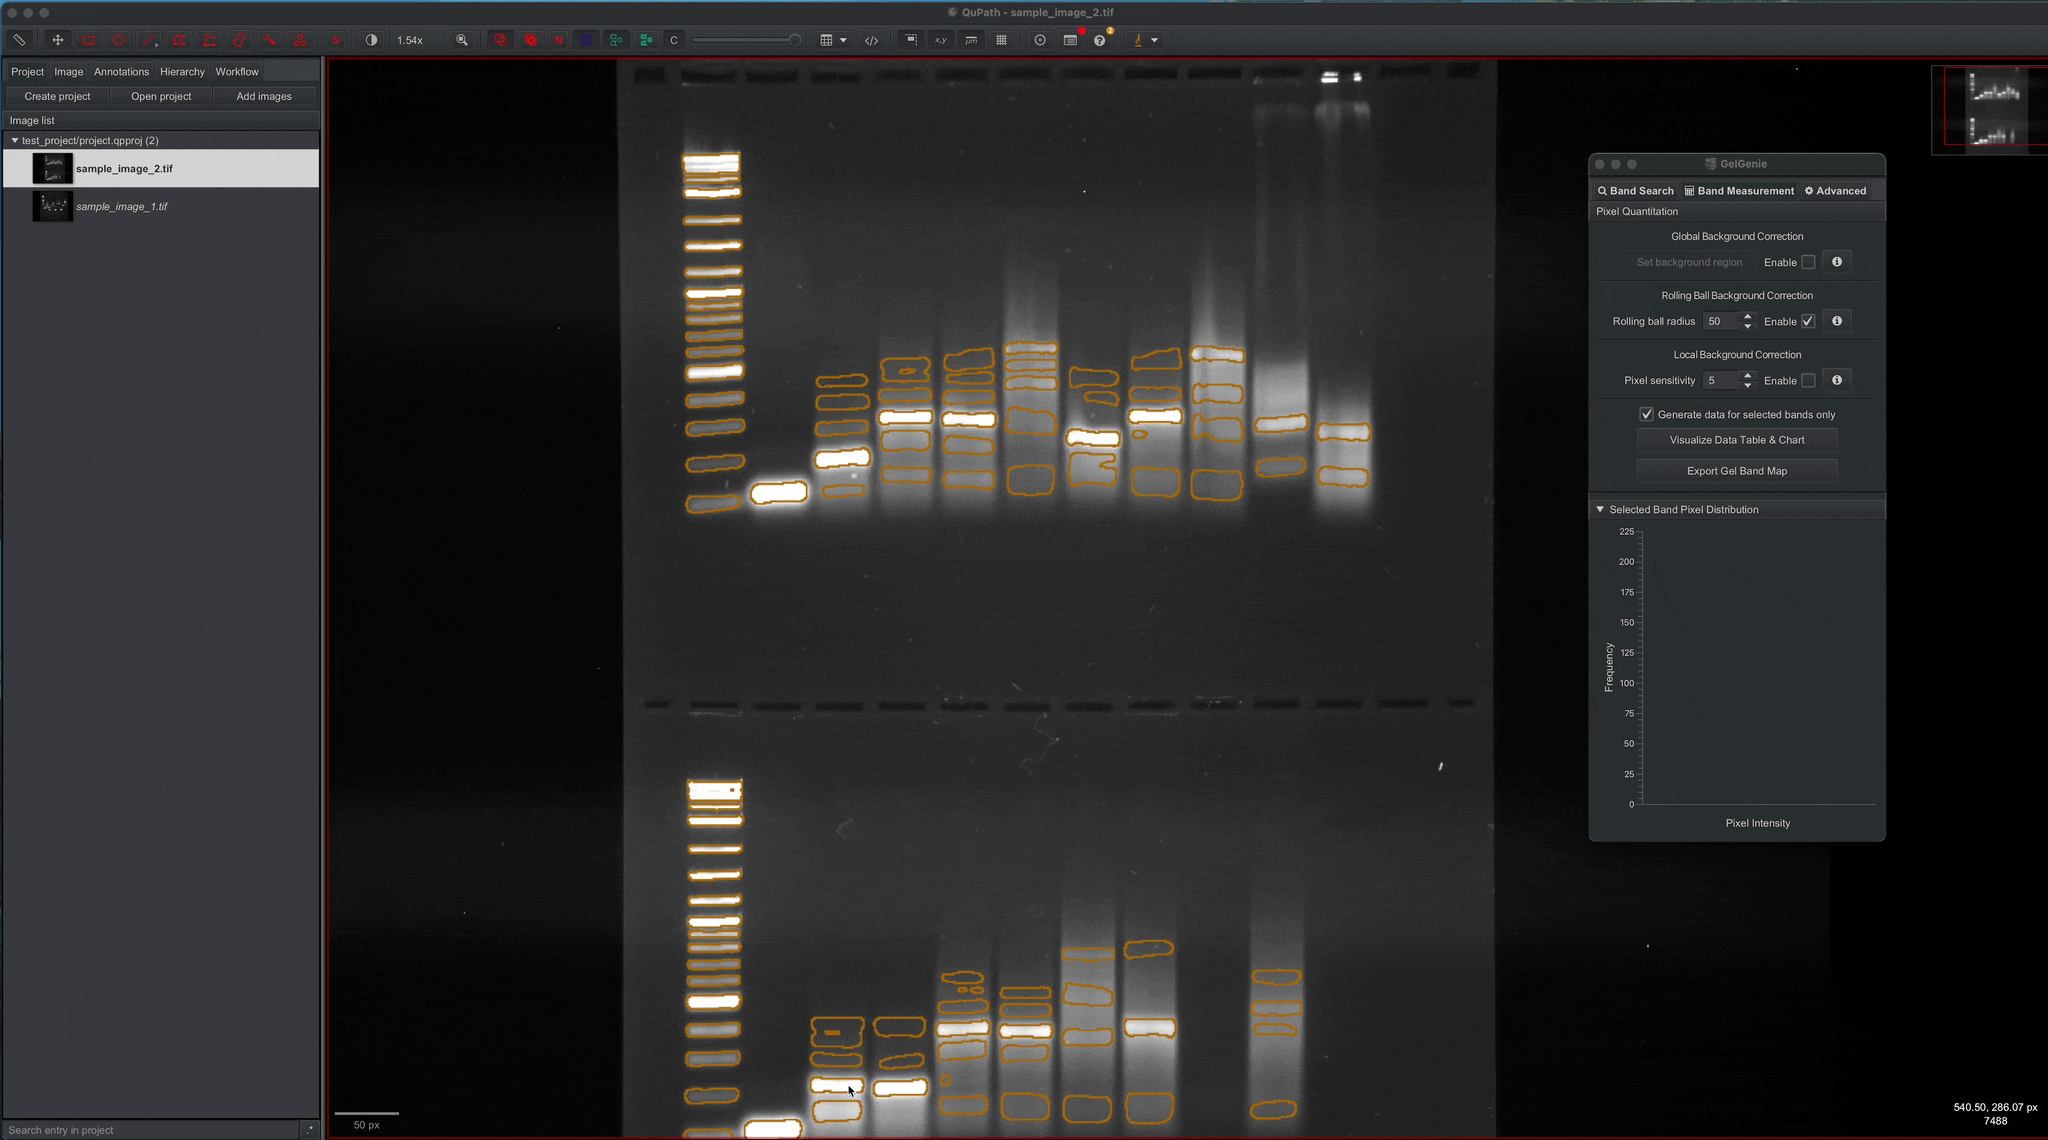 QuPath - sample_image_2.tif
N
S
1.54x
N
C
x,y
µm
2
Project Image Annotations Hierarchy Workflow
Create project Open project Add images
Image list
test_project/project.qpproj (2)
sample_image_2.tif
sample_image_1.tif
GelGenie
Band Search Band Measurement Advanced
Pixel Quantitation
Global Background Correction
Set background region Enable
Rolling Ball Background Correction
Rolling ball radius 50 Enable
Local Background Correction
Pixel sensitivity 5 Enable
Generate data for selected bands only
Visualize Data Table & Chart
Export Gel Band Map
Selected Band Pixel Distribution
225
200
175
150
125
100
75
50
25
0
Frequency
Pixel Intensity
50 px
540.50, 286.07 px
7488
Search entry in project
.*